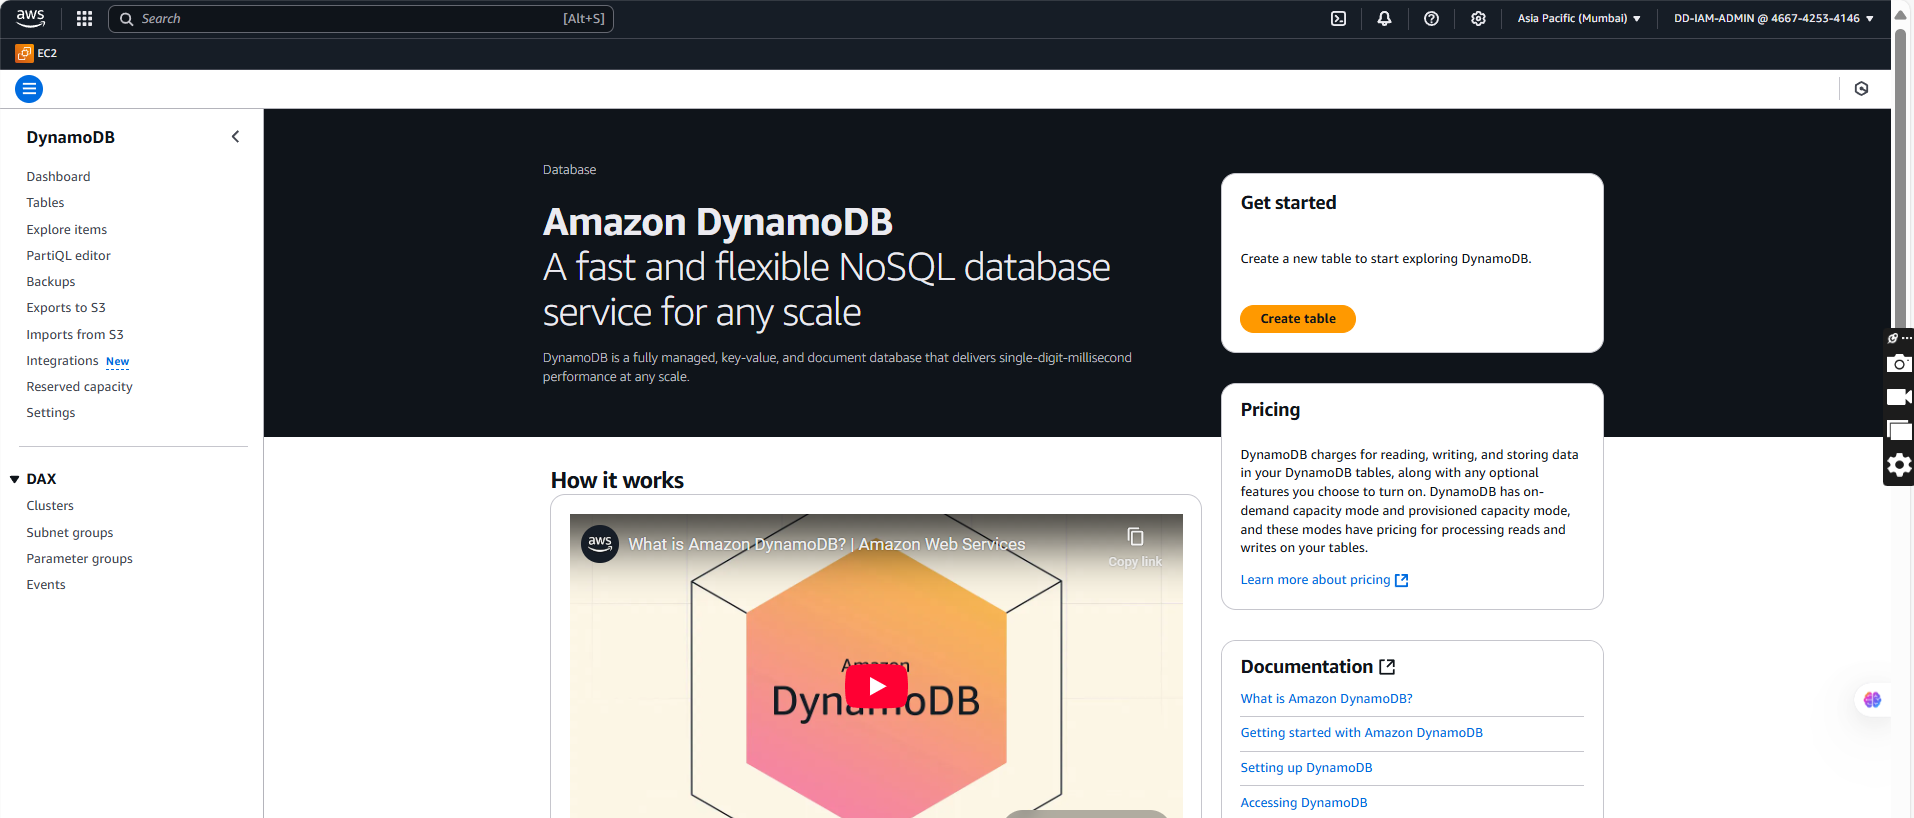 aws
Search
[Alt+S]
Asia Pacific (Mumbai)
DD-IAM-ADMIN @ 4667-4253-4146
EC2
DynamoDB
Dashboard
Tables
Explore items
PartiQL editor
Backups
Exports to S3
Imports from S3
Integrations New
Reserved capacity
Settings
DAX
Clusters
Subnet groups
Parameter groups
Events
Database
Amazon DynamoDB
A fast and flexible NoSQL database
service for any scale
DynamoDB is a fully managed, key-value, and document database that delivers single-digit-millisecond
performance at any scale.
Get started
Create a new table to start exploring DynamoDB.
Create table
Pricing
DynamoDB charges for reading, writing, and storing data
in your DynamoDB tables, along with any optional
features you choose to turn on. DynamoDB has on-
demand capacity mode and provisioned capacity mode,
and these modes have pricing for processing reads and
writes on your tables.
Learn more about pricing
How it works
aws
What is Amazon DynamoDB? | Amazon Web Services
Copy link
Amazon
DynamoDB
Documentation
What is Amazon DynamoDB?
Getting started with Amazon DynamoDB
Setting up DynamoDB
Accessing DynamoDB